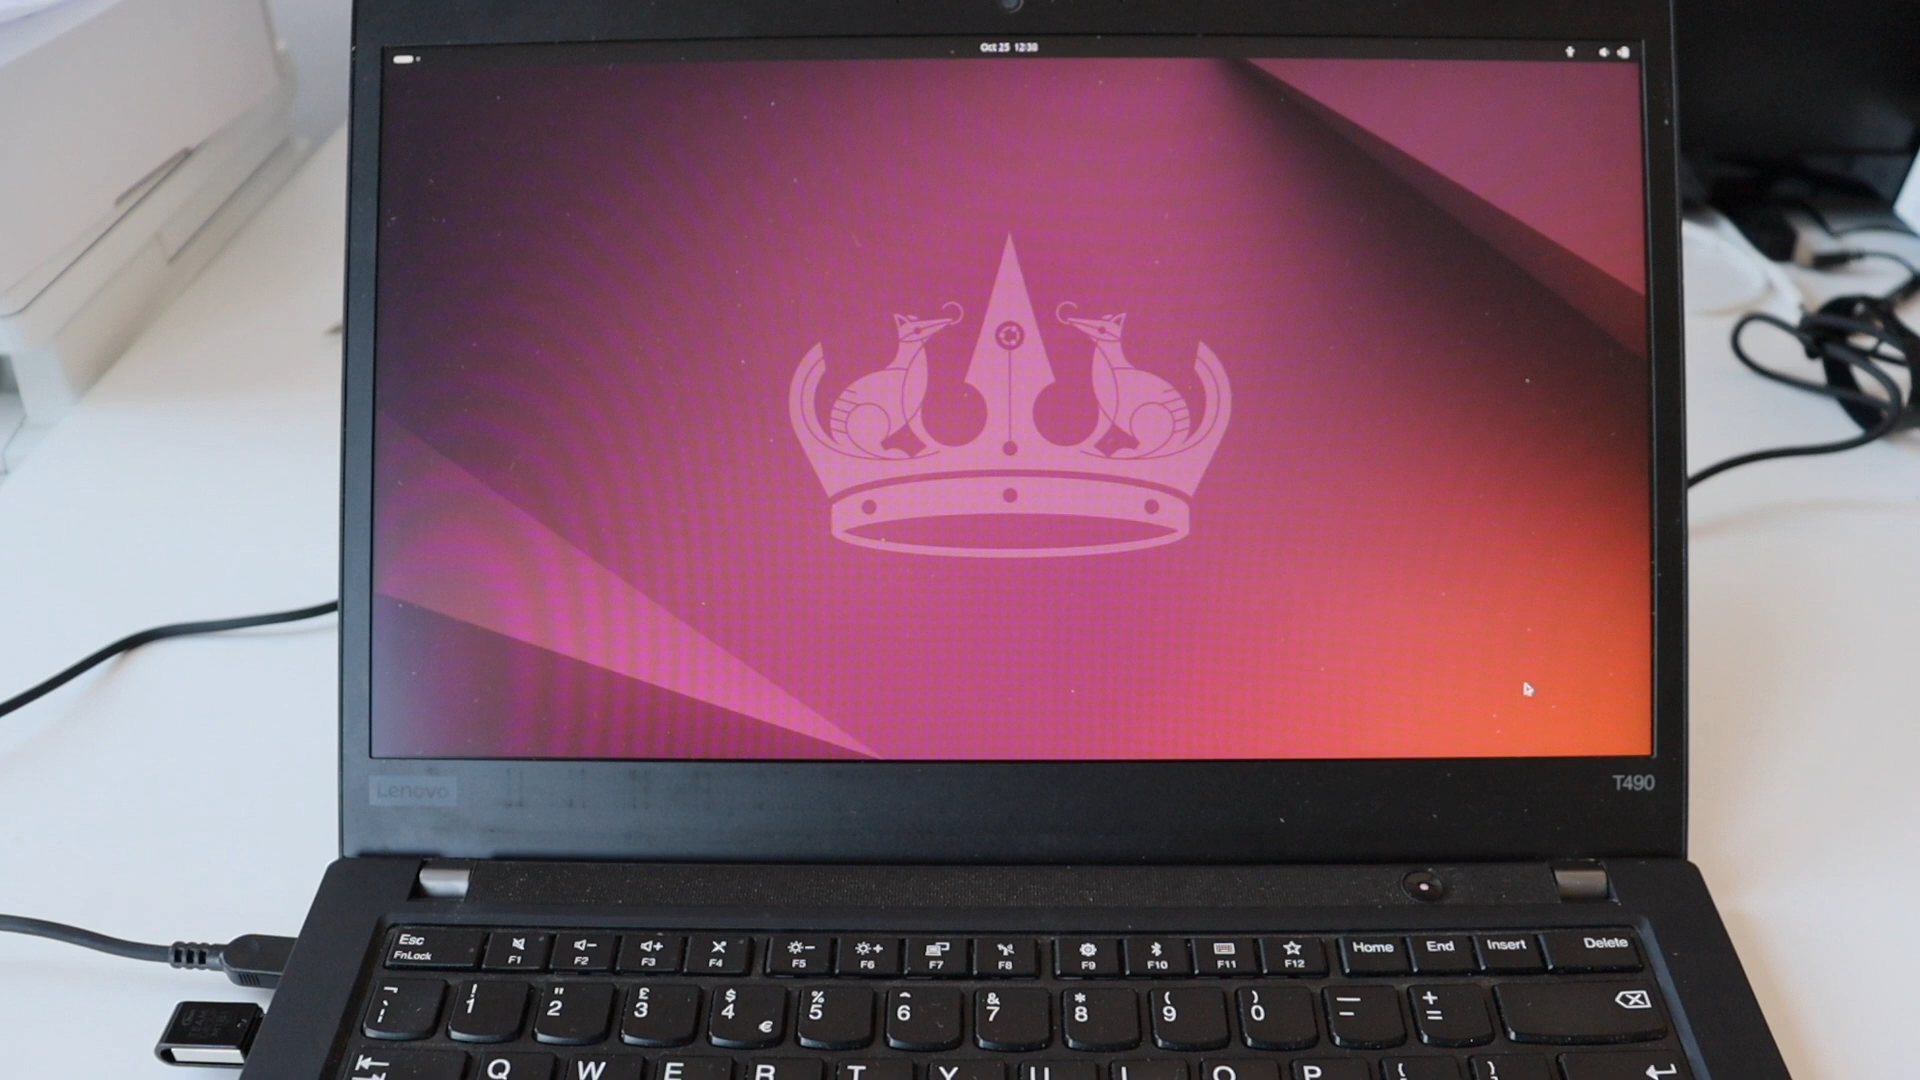 Oct 25 12:30
Lenovo
T490
Esc
FnLock
F1
F2
F3
F4
F5
F6
F7
F8
F9
F10
F11
F12
Home
End
Insert
Delete
¬
!
1
"
2
£
3
$
4
€
%
5
^
6
&
7
*
8
(
9
)
0
_
-
+
=
Q
W
E
R
T
Y
U
I
O
P
{
}